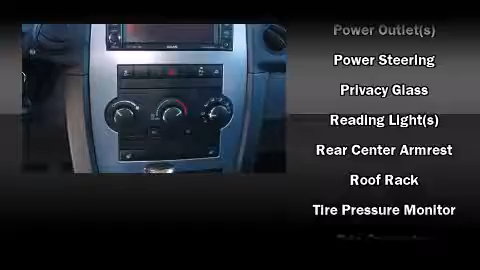 Power Outlet(s)
Power Steering
Privacy Glass
Reading Light(s)
Rear Center Armrest
Roof Rack
Tire Pressure Monitor